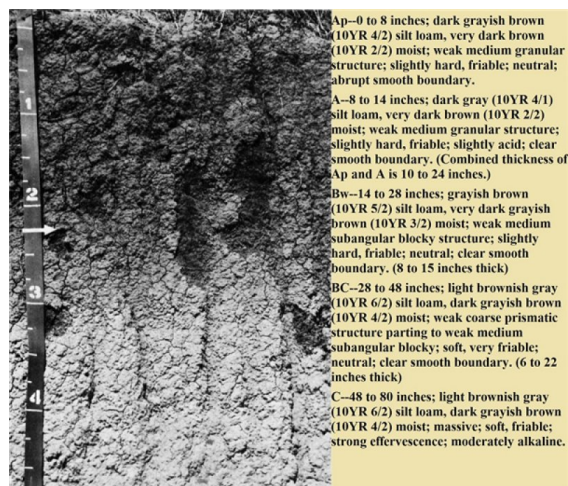 1
2
3
4
Ap--0 to 8 inches; dark grayish brown
(10YR 4/2) silt loam, very dark brown
(10YR 2/2) moist; weak medium granular
structure; slightly hard, friable; neutral;
abrupt smooth boundary.
A--8 to 14 inches; dark gray (10YR 4/1)
silt loam, very dark brown (10YR 2/2)
moist; weak medium granular structure;
slightly hard, friable; slightly acid; clear
smooth boundary. (Combined thickness of
Ap and A is 10 to 24 inches.)
Bw--14 to 28 inches; grayish brown
(10YR 5/2) silt loam, very dark grayish
brown (10YR 3/2) moist; weak medium
subangular blocky structure; slightly
hard, friable; neutral; clear smooth
boundary. (8 to 15 inches thick)
BC--28 to 48 inches; light brownish gray
(10YR 6/2) silt loam, dark grayish brown
(10YR 4/2) moist; weak coarse prismatic
structure parting to weak medium
subangular blocky; soft, very friable;
neutral; clear smooth boundary. (6 to 22
inches thick)
C--48 to 80 inches; light brownish gray
(10YR 6/2) silt loam, dark grayish brown
(10YR 4/2) moist; massive; soft, friable;
strong effervescence; moderately alkaline.